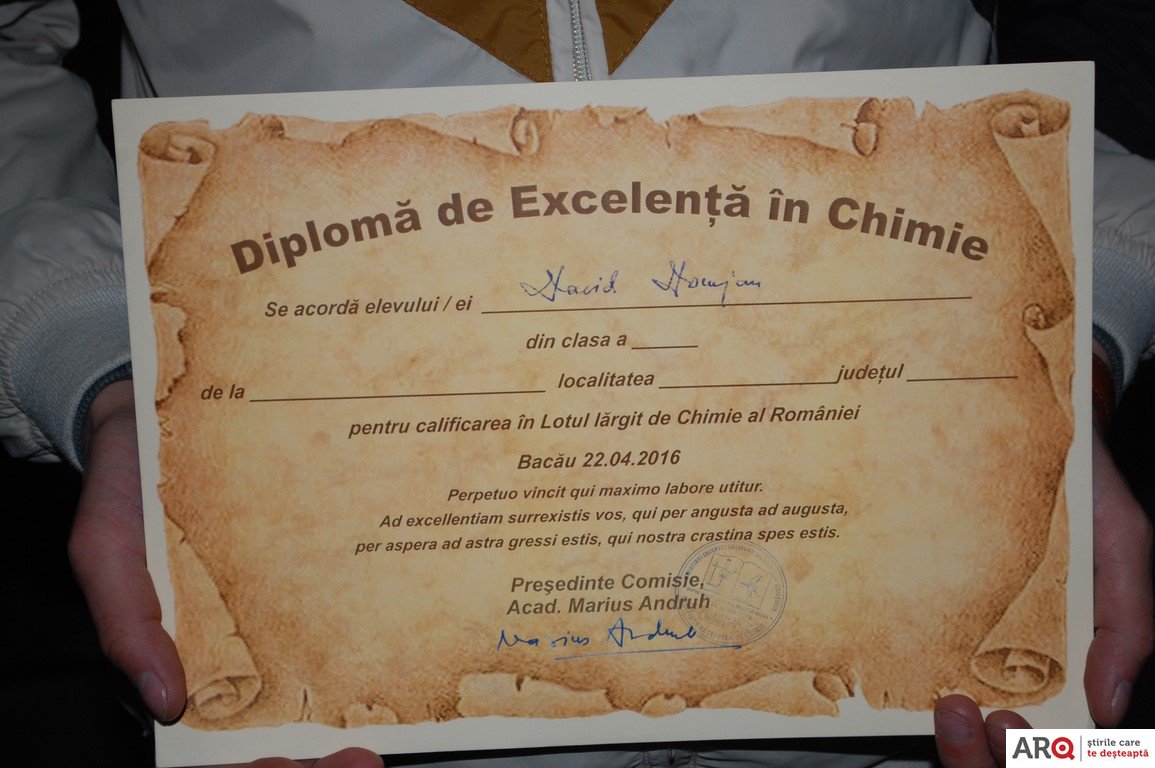 Diplomă de Excelență în Chimie
Se acordă elevului / ei David
din clasa a
de la localitatea județul
pentru calificarea în Lotul lărgit de Chimie al României
Bacău 22.04.2016
Perpetuo vincit qui maximo labore utitur.
Ad excellentiam surrexistis vos, qui per angusta ad augusta,
per aspera ad astra gressi estis, qui nostra crastina spes estis.
Președinte Comisie,
Acad. Marius Andruh
Marius Andruh
ARQ
știrile care
te deșteaptă